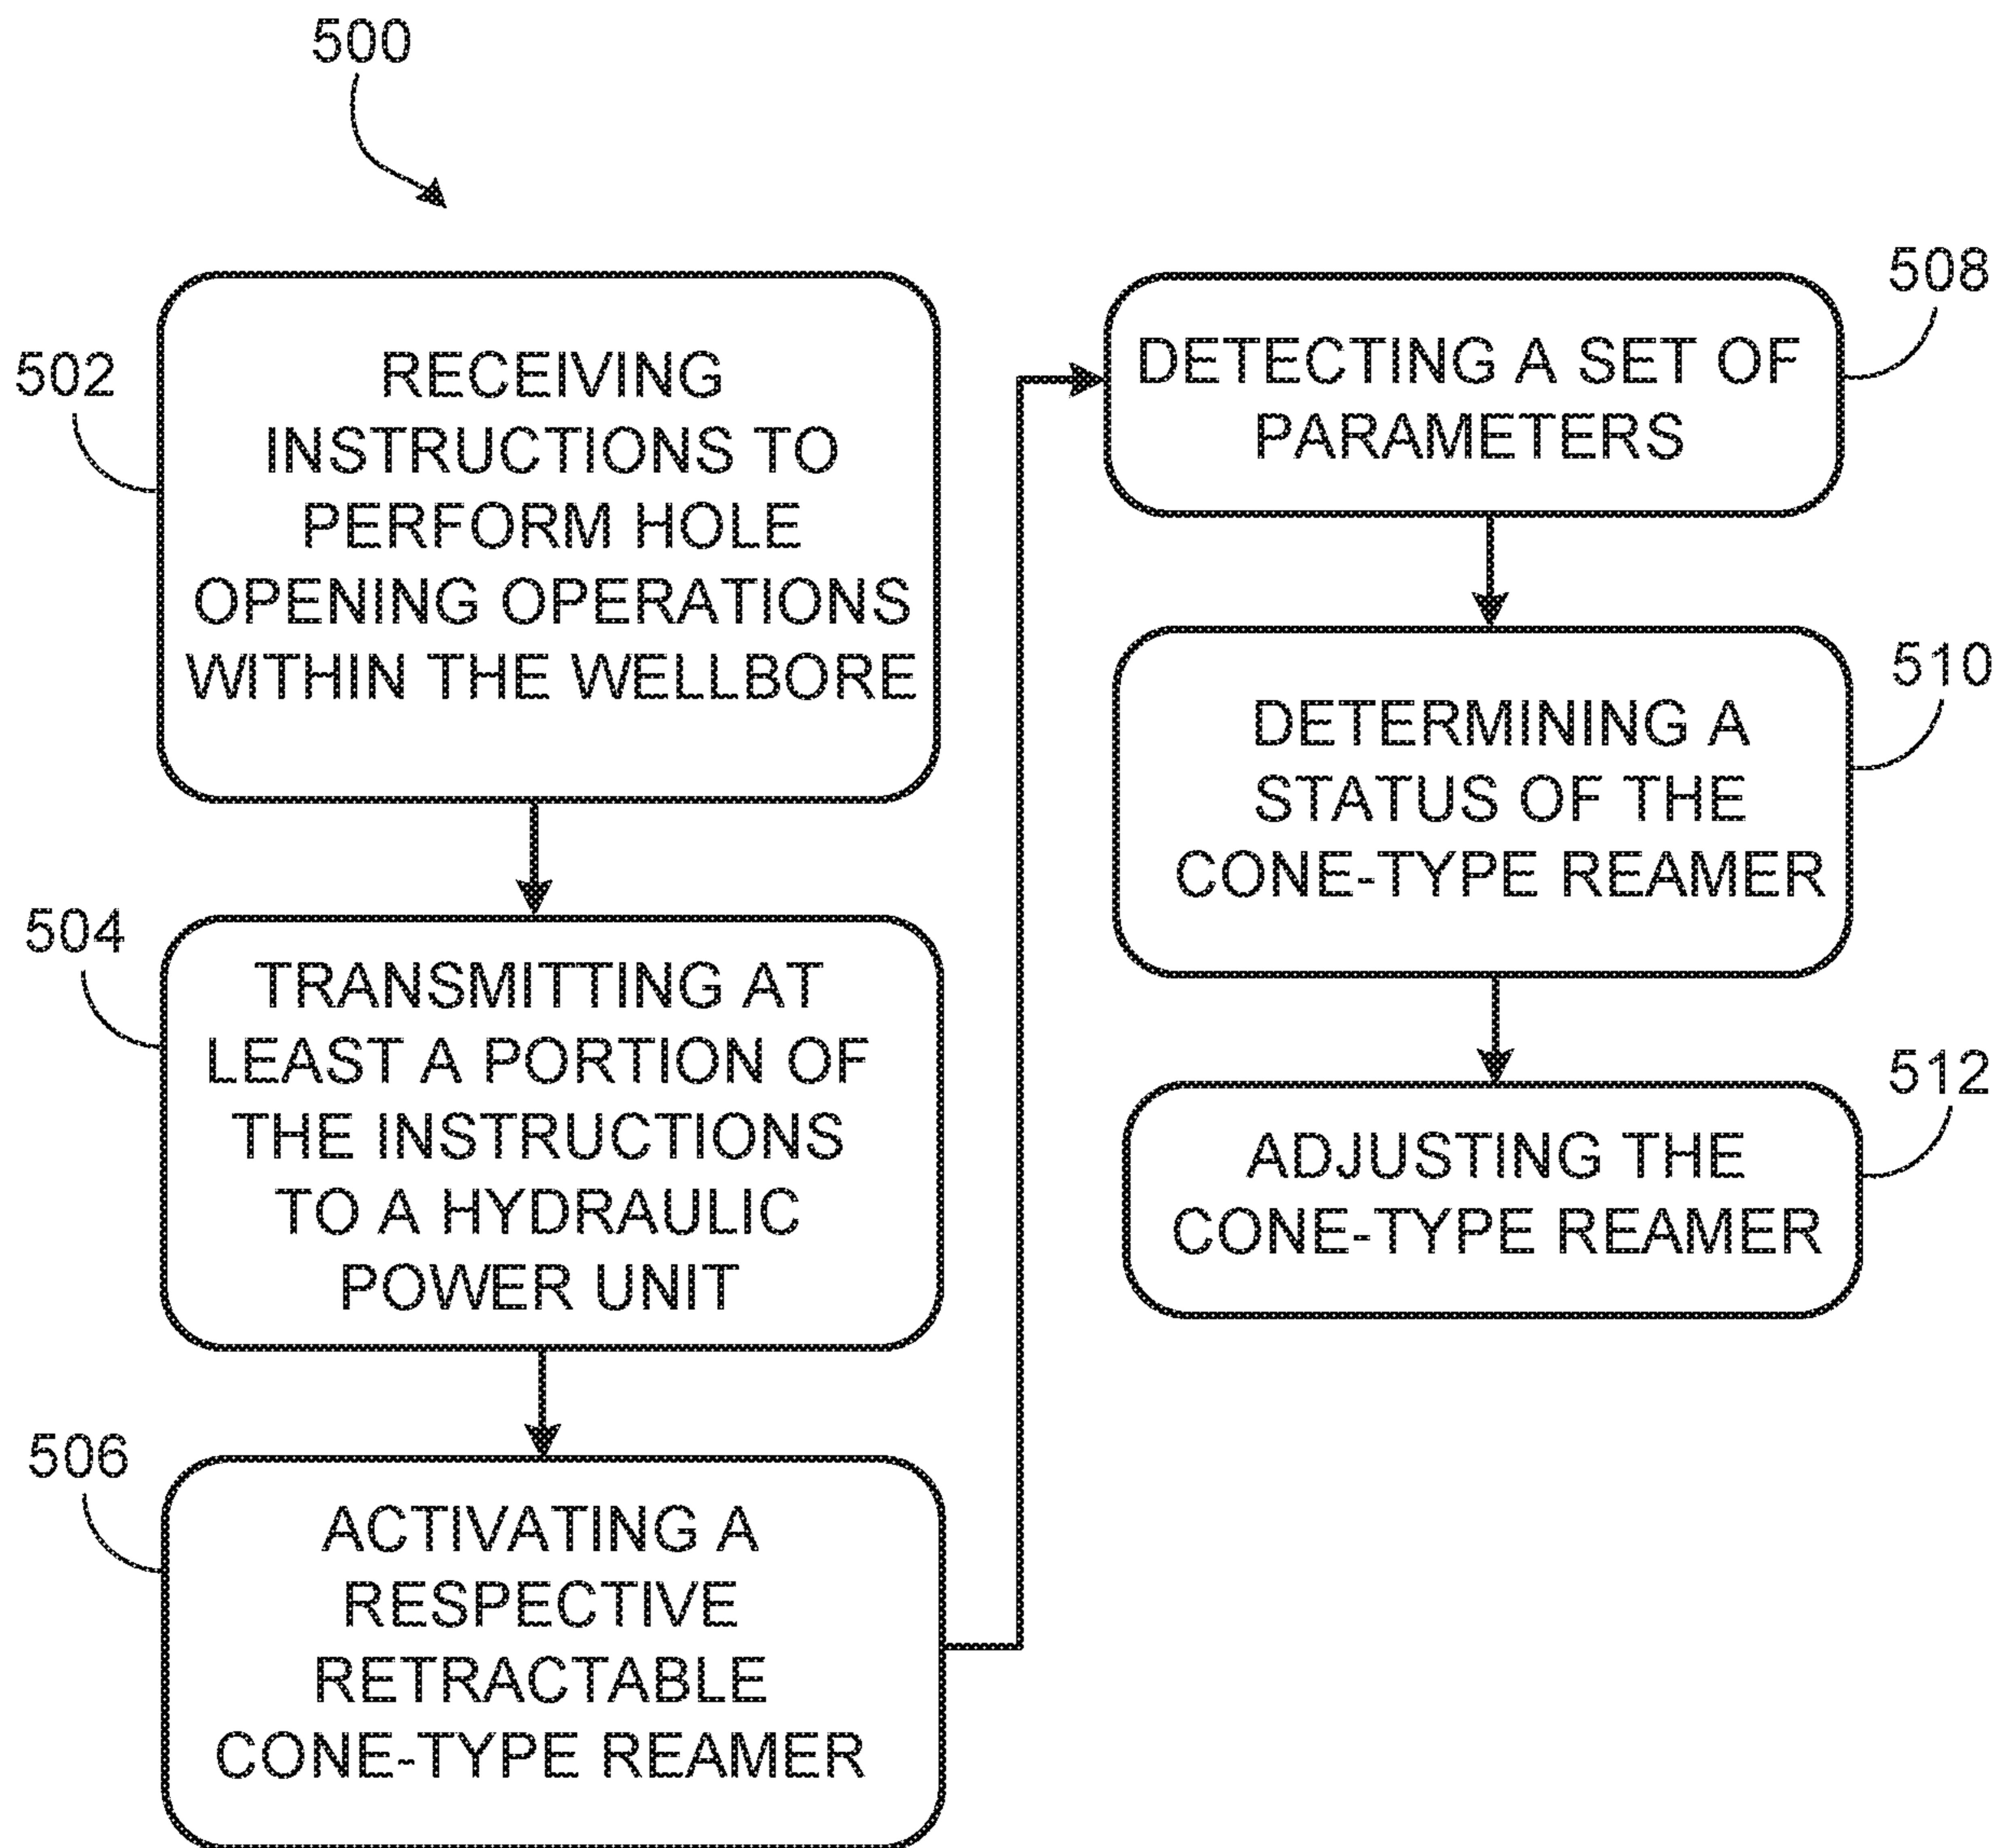 500
502
RECEIVING
INSTRUCTIONS TO
PERFORM HOLE
OPENING OPERATIONS
WITHIN THE WELLBORE
504
TRANSMITTING AT
LEAST A PORTION OF
THE INSTRUCTIONS
TO A HYDRAULIC
POWER UNIT
506
ACTIVATING A
RESPECTIVE
RETRACTABLE
CONE-TYPE REAMER
508
DETECTING A SET OF
PARAMETERS
510
DETERMINING A
STATUS OF THE
CONE-TYPE REAMER
512
ADJUSTING THE
CONE-TYPE REAMER